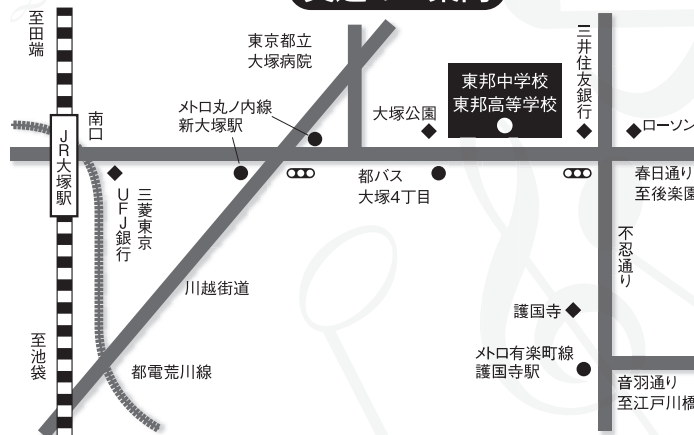 至田端
東京都立
大塚病院
三井住友銀行
東邦中学校
東邦高等学校
南口
メトロ丸ノ内線
新大塚駅
大塚公園
ローソン
JR大塚駅
三菱東京
UFJ銀行
都バス
大塚4丁目
春日通り
至後楽園
不忍通り
川越街道
護国寺
至池袋
都電荒川線
メトロ有楽町線
護国寺駅
音羽通り
至江戸川橋